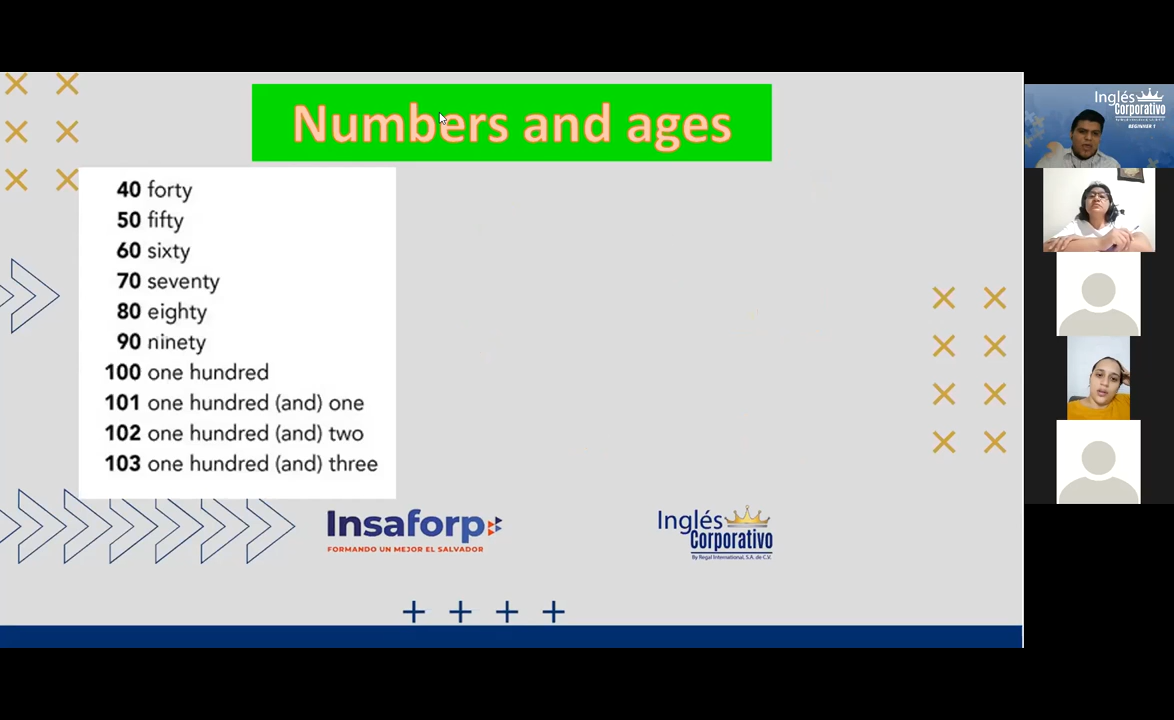 Numbers and ages
40 forty
50 fifty
60 sixty
70 seventy
80 eighty
90 ninety
100 one hundred
101 one hundred (and) one
102 one hundred (and) two
103 one hundred (and) three
Insaforp
FORMANDO UN MEJOR EL SALVADOR
Inglés
Corporativo
By Regal International, S.A. de C.V.
Inglés
Corporativo
BEGINNER 1